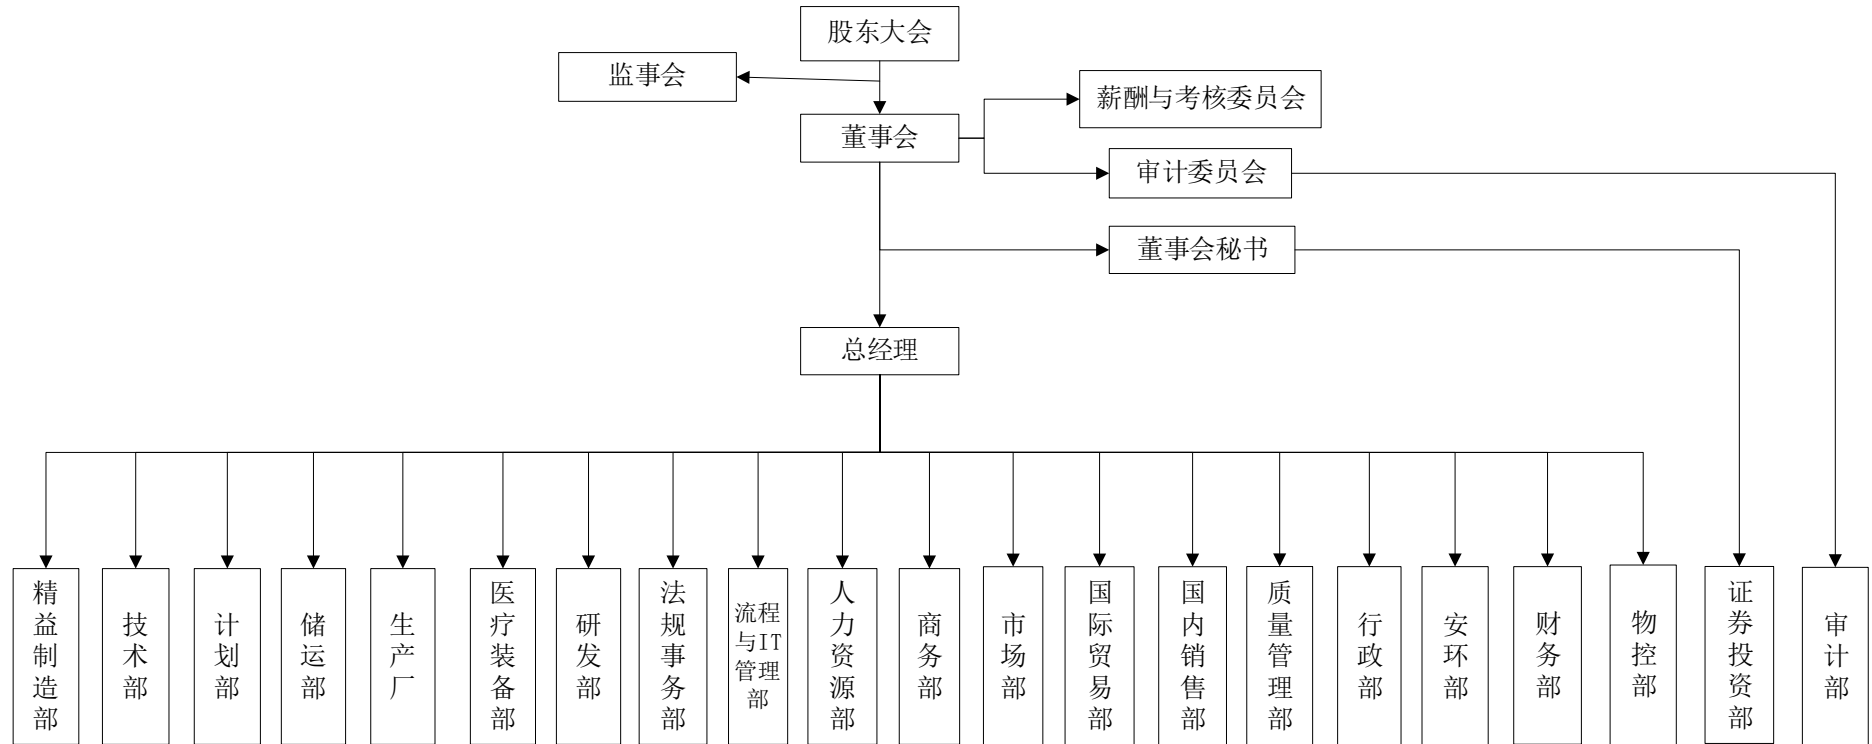 股东大会
监事会
薪酬与考核委员会
董事会
审计委员会
董事会秘书
总经理
精益制造部
技术部
计划部
储运部
生产厂
医疗装备部
研发部
法规事务部
流程
与IT
管理
部
人力资源部
商务部
市场部
国际贸易部
国内销售部
质量管理部
行政部
安环部
财务部
物控部
证券投资部
审计部